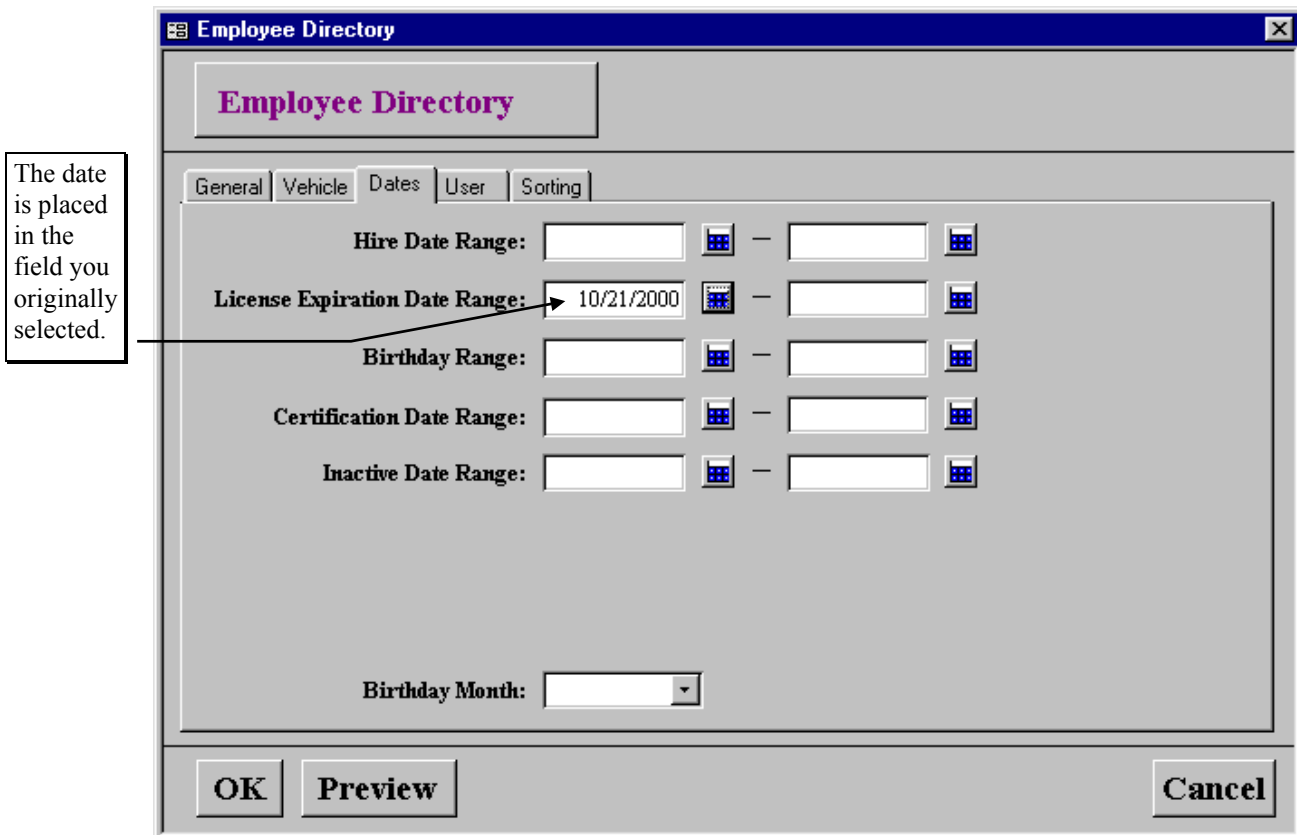 Employee Directory
Employee Directory
The date
is placed
in the
field you
originally
selected.
General Vehicle Dates User Sorting
Hire Date Range: –
License Expiration Date Range: 10/21/2000 –
Birthday Range: –
Certification Date Range: –
Inactive Date Range: –
Birthday Month:
OK Preview Cancel